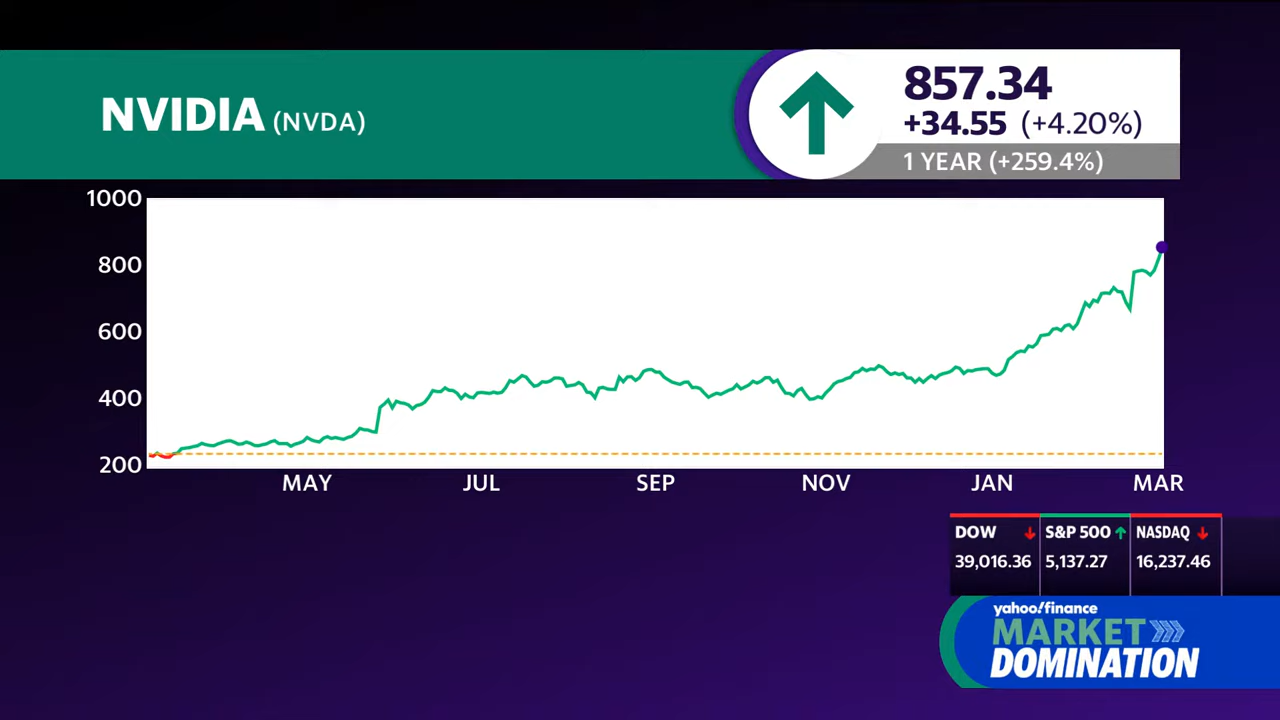 NVIDIA (NVDA)
857.34
+34.55 (+4.20%)
1 YEAR (+259.4%)
1000
800
600
400
200
MAY JUL SEP NOV JAN MAR
DOW S&P 500 NASDAQ
39,016.36 5,137.27 16,237.46
yahoo!finance
MARKET
DOMINATION